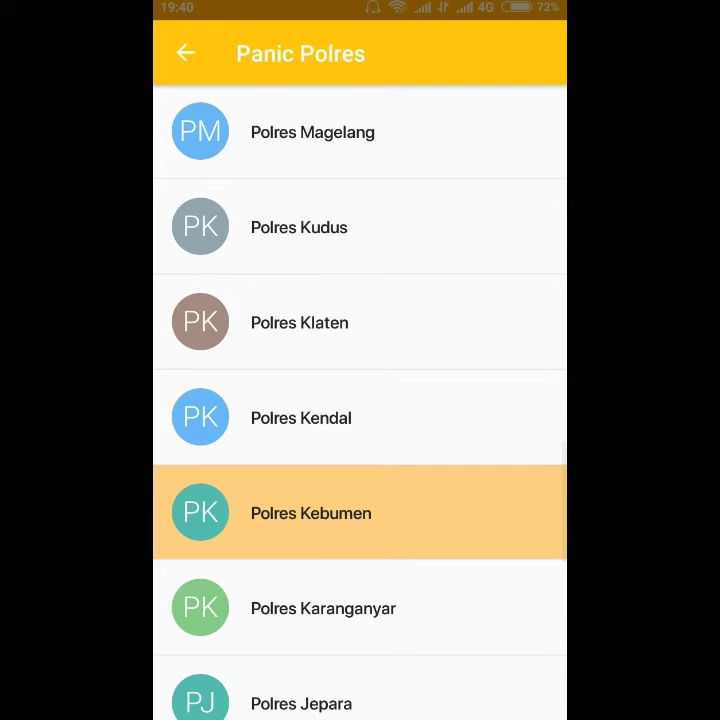 19:40 4G 72%
Panic Polres
PM Polres Magelang
PK Polres Kudus
PK Polres Klaten
PK Polres Kendal
PK Polres Kebumen
PK Polres Karanganyar
PJ Polres Jepara